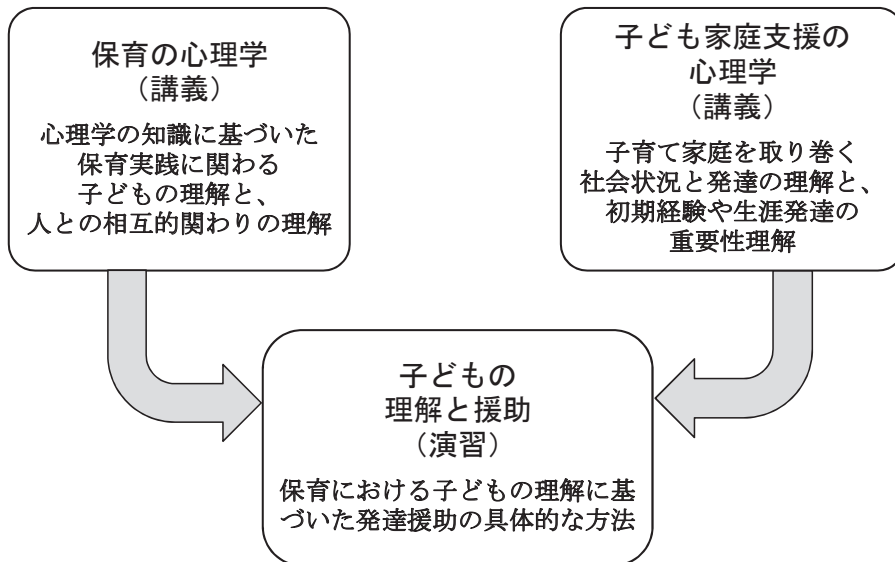 保育の心理学
（講義）
心理学の知識に基づいた
保育実践に関わる
子どもの理解と、
人との相互的関わりの理解
子ども家庭支援の
心理学
（講義）
子育て家庭を取り巻く
社会状況と発達の理解と、
初期経験や生涯発達の
重要性理解
子どもの
理解と援助
（演習）
保育における子どもの理解に基
づいた発達援助の具体的な方法